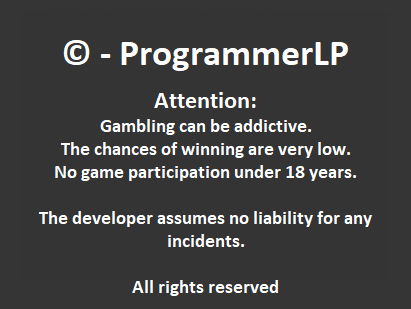 © - ProgrammerLP
Attention:
Gambling can be addictive.
The chances of winning are very low.
No game participation under 18 years.
The developer assumes no liability for any
incidents.
All rights reserved